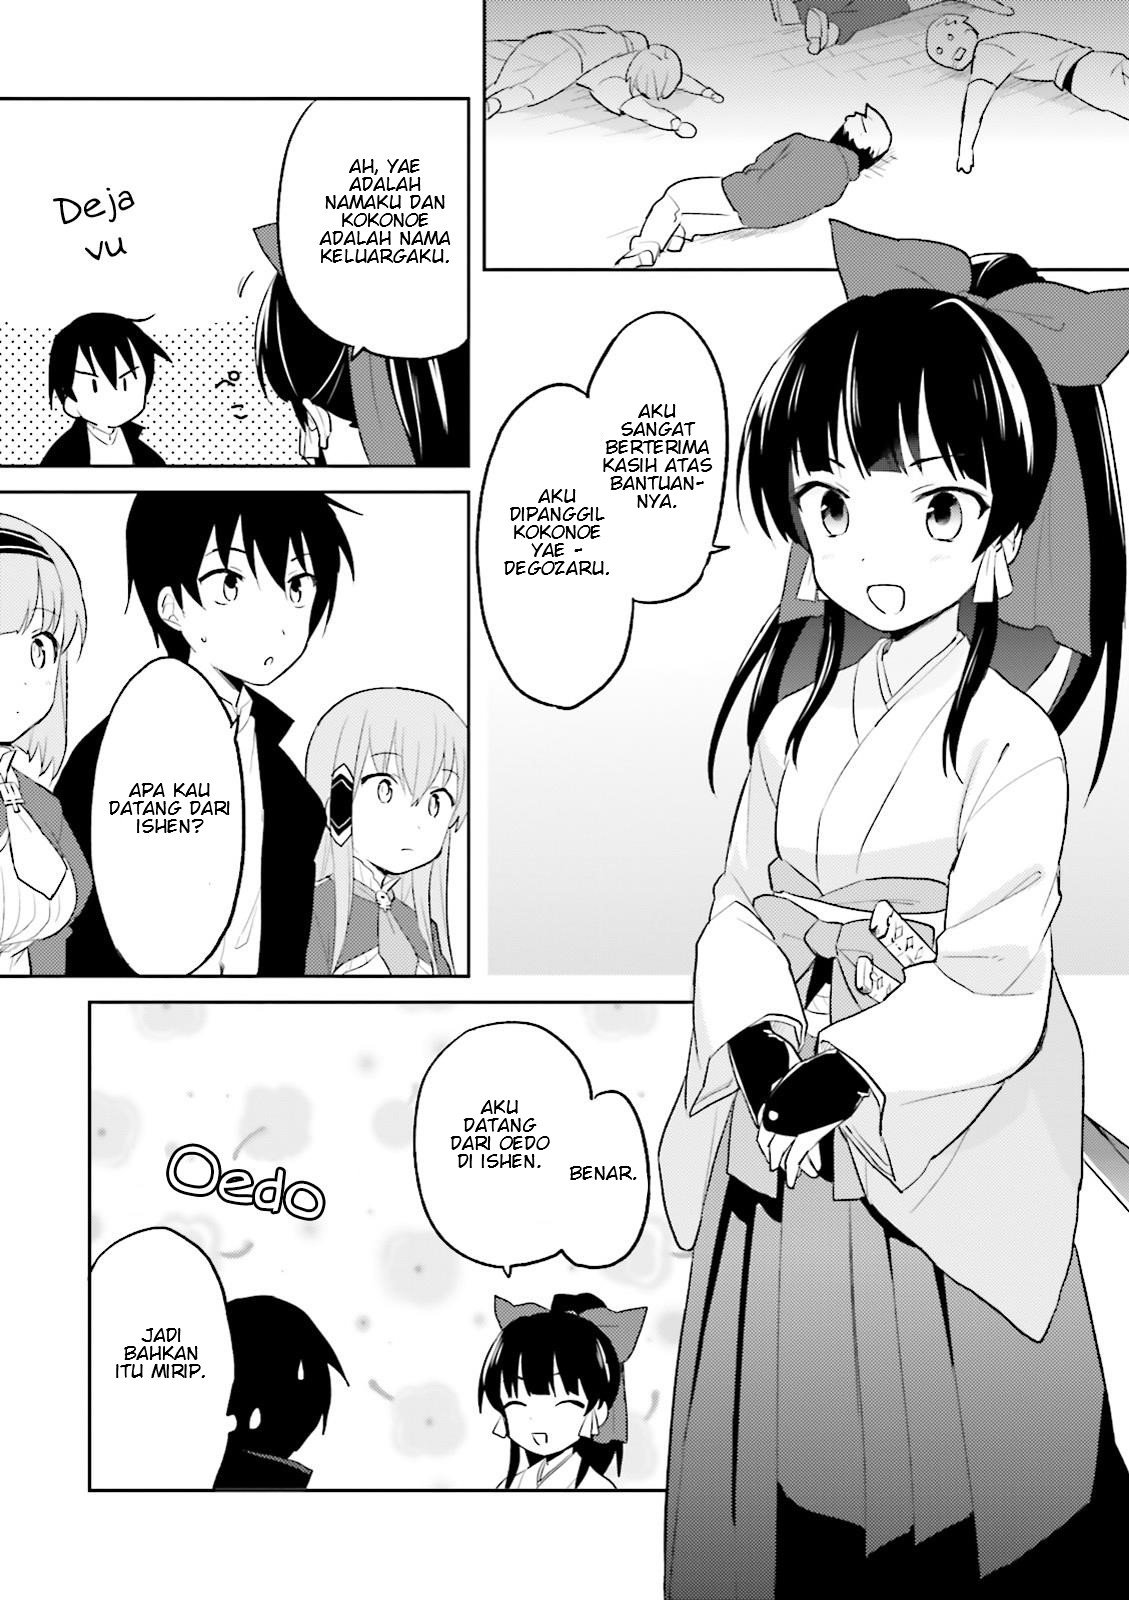 AKU
SANGAT
BERTERIMA
KASIH ATAS
BANTUAN-
NYA.
AKU
DIPANGGIL
KOKONOE
YAE -
DEGOZARU.
AH, YAE
ADALAH
NAMAKU DAN
KOKONOE
ADALAH NAMA
KELUARGAKU.
Deja
vu
ペこ
APA KAU
DATANG DARI
ISHEN?
BENAR.
AKU
DATANG
DARI OEDO
DI ISHEN.
Oedo
JADI
BAHKAN
ITU MIRIP.